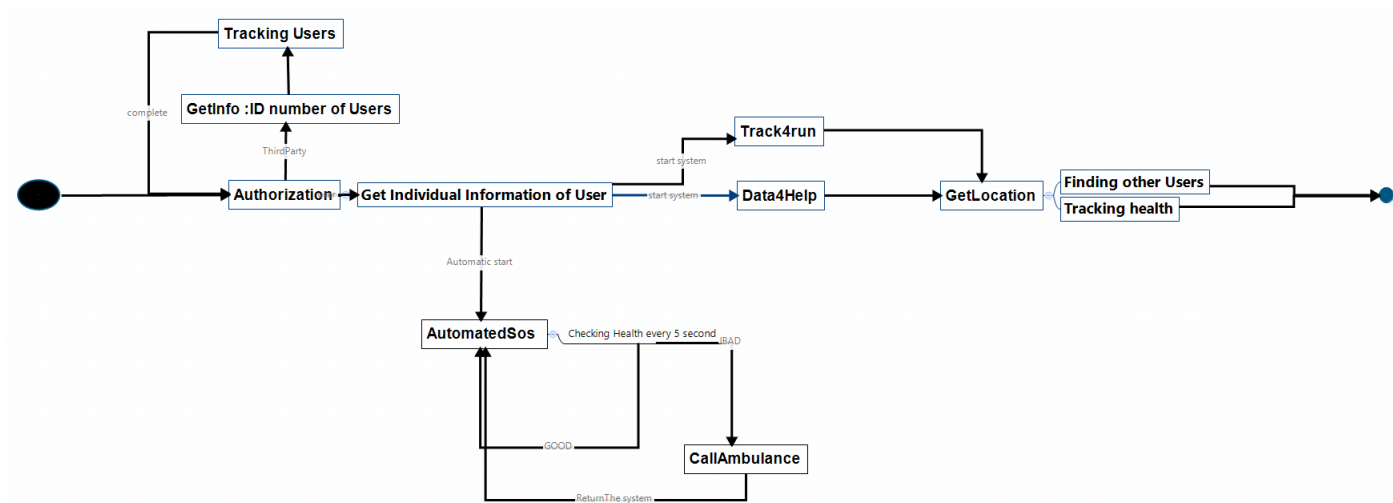 Tracking Users
GetInfo :ID number of Users
complete
ThirdParty
Track4run
start system
Authorization
Get Individual Information of User
start system
Data4Help
GetLocation
Finding other Users
Tracking health
Automatic start
AutomatedSos
Checking Health every 5 second
GOOD
CallAmbulance
ReturnThe system